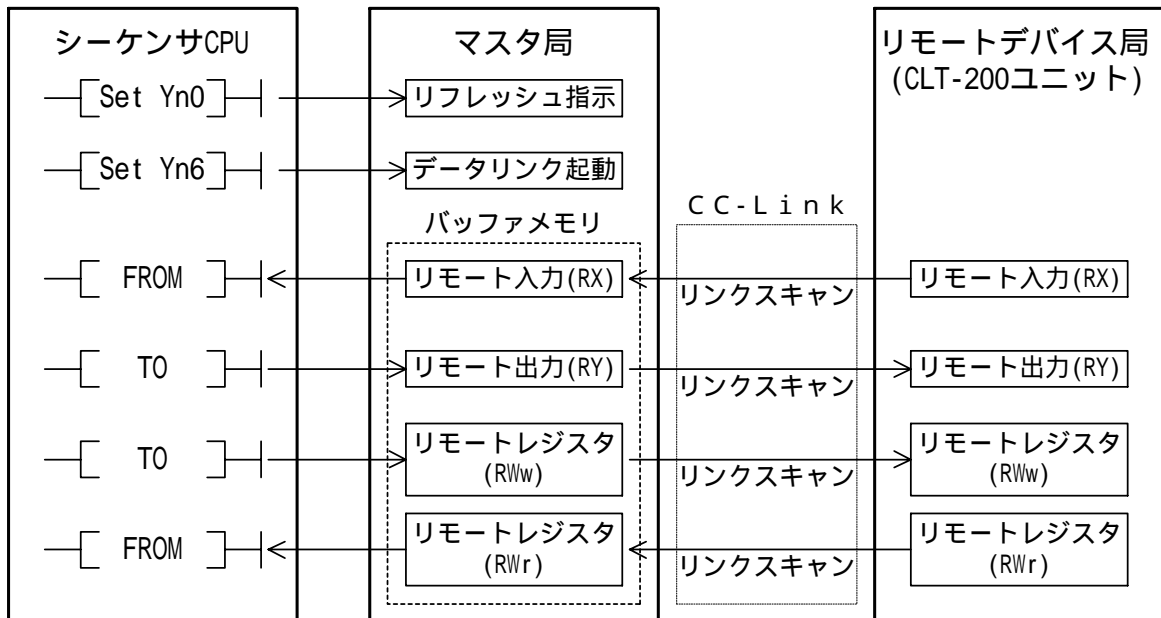 シーケンサCPU
マスタ局
リモートデバイス局
(CLT-200ユニット)
Set Yn0
リフレッシュ指示
Set Yn6
データリンク起動
CC-Link
バッファメモリ
FROM
リモート入力(RX)
リンクスキャン
リモート入力(RX)
TO
リモート出力(RY)
リンクスキャン
リモート出力(RY)
TO
リモートレジスタ
(RWw)
リンクスキャン
リモートレジスタ
(RWw)
FROM
リモートレジスタ
(RWr)
リンクスキャン
リモートレジスタ
(RWr)